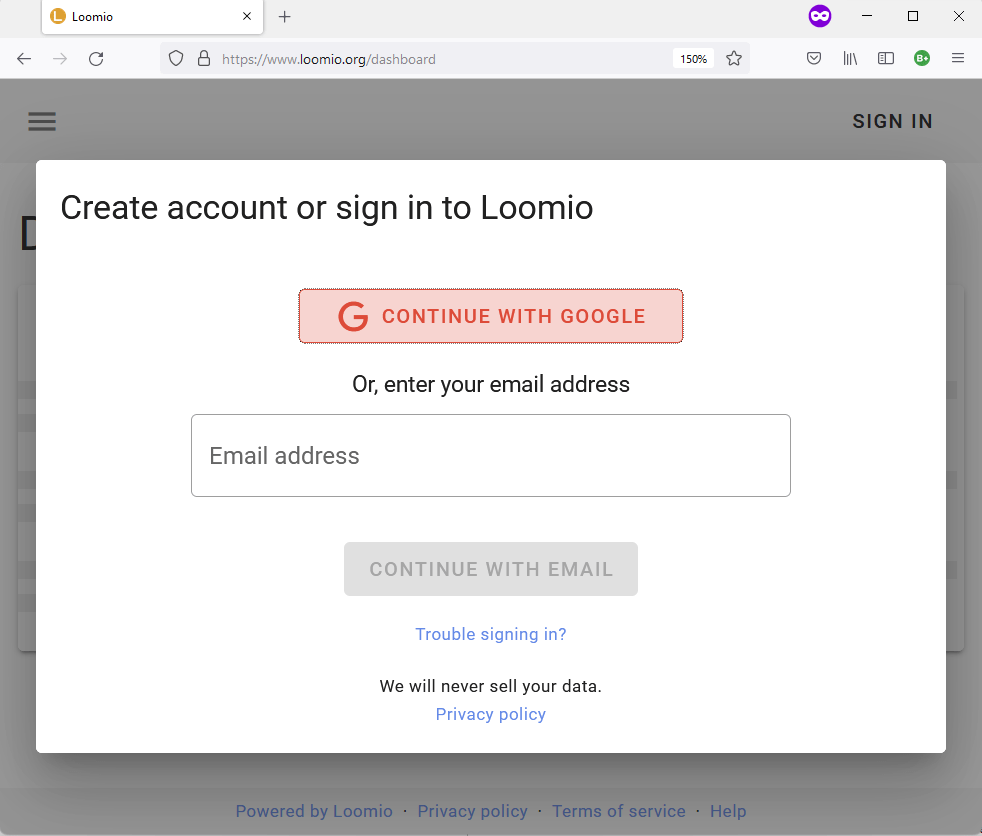 Loomio
https://www.loomio.org/dashboard
150%
B+
SIGN IN
D
Create account or sign in to Loomio
CONTINUE WITH GOOGLE
Or, enter your email address
Email address
CONTINUE WITH EMAIL
Trouble signing in?
We will never sell your data.
Privacy policy
Powered by Loomio · Privacy policy · Terms of service · Help